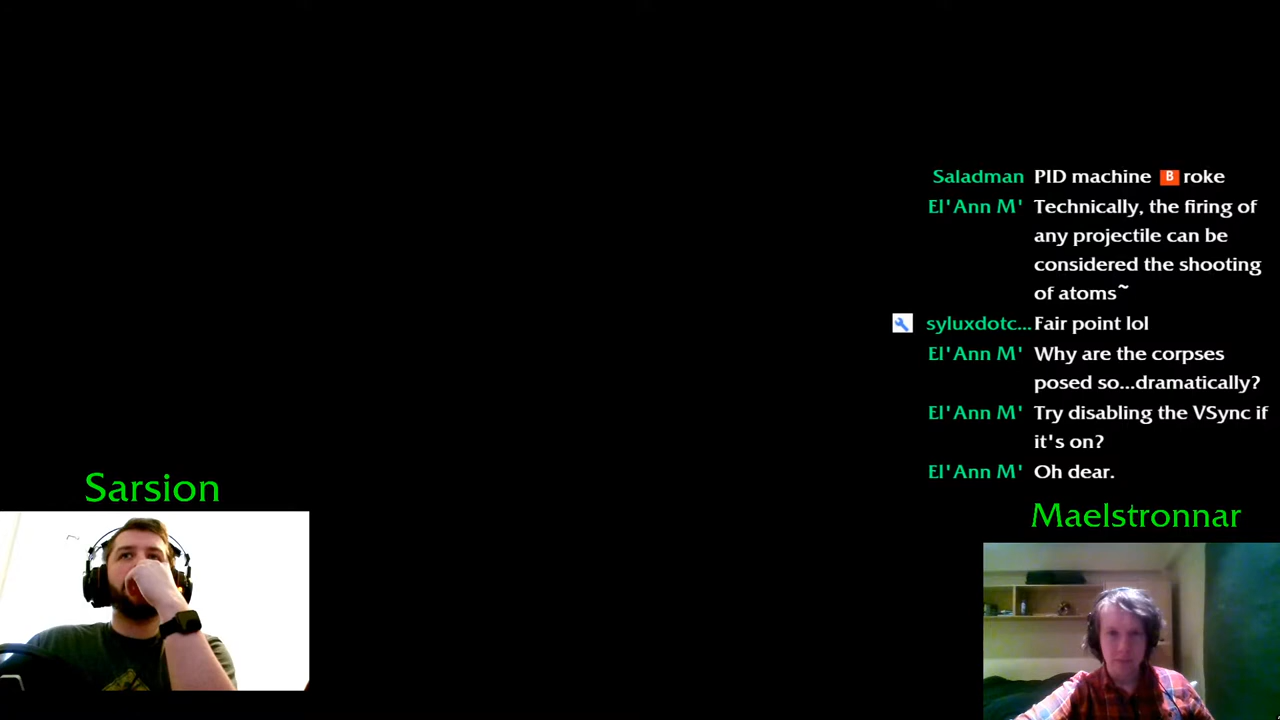 Saladman PID machine B roke
El'Ann M' Technically, the firing of
any projectile can be
considered the shooting
of atoms~
syluxdotc... Fair point lol
El'Ann M' Why are the corpses
posed so...dramatically?
El'Ann M' Try disabling the VSync if
it's on?
El'Ann M' Oh dear.
Sarsion
Maelstronnar